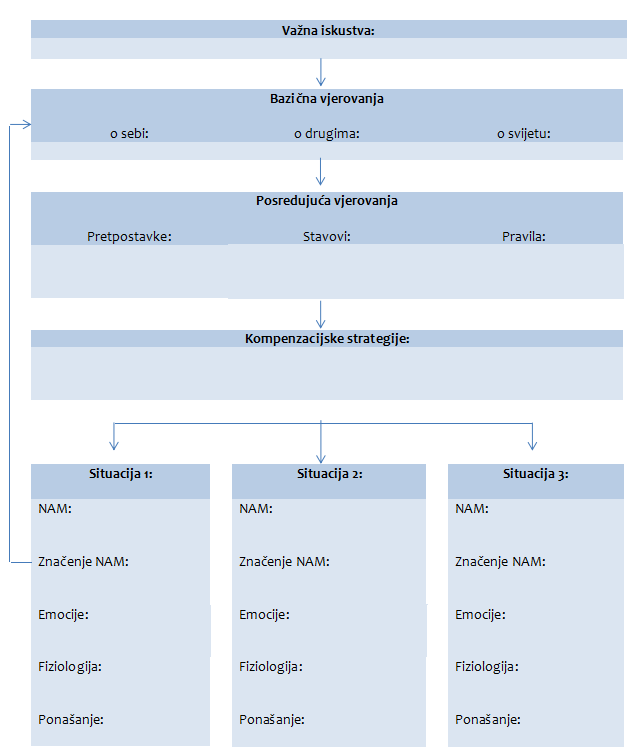 Važna iskustva:
Bazična vjerovanja
o sebi: o drugima: o svijetu:
Posredujuća vjerovanja
Pretpostavke: Stavovi: Pravila:
Kompenzacijske strategije:
Situacija 1: Situacija 2: Situacija 3:
NAM: NAM: NAM:
Značenje NAM: Značenje NAM: Značenje NAM:
Emocije: Emocije: Emocije:
Fiziologija: Fiziologija: Fiziologija:
Ponašanje: Ponašanje: Ponašanje: